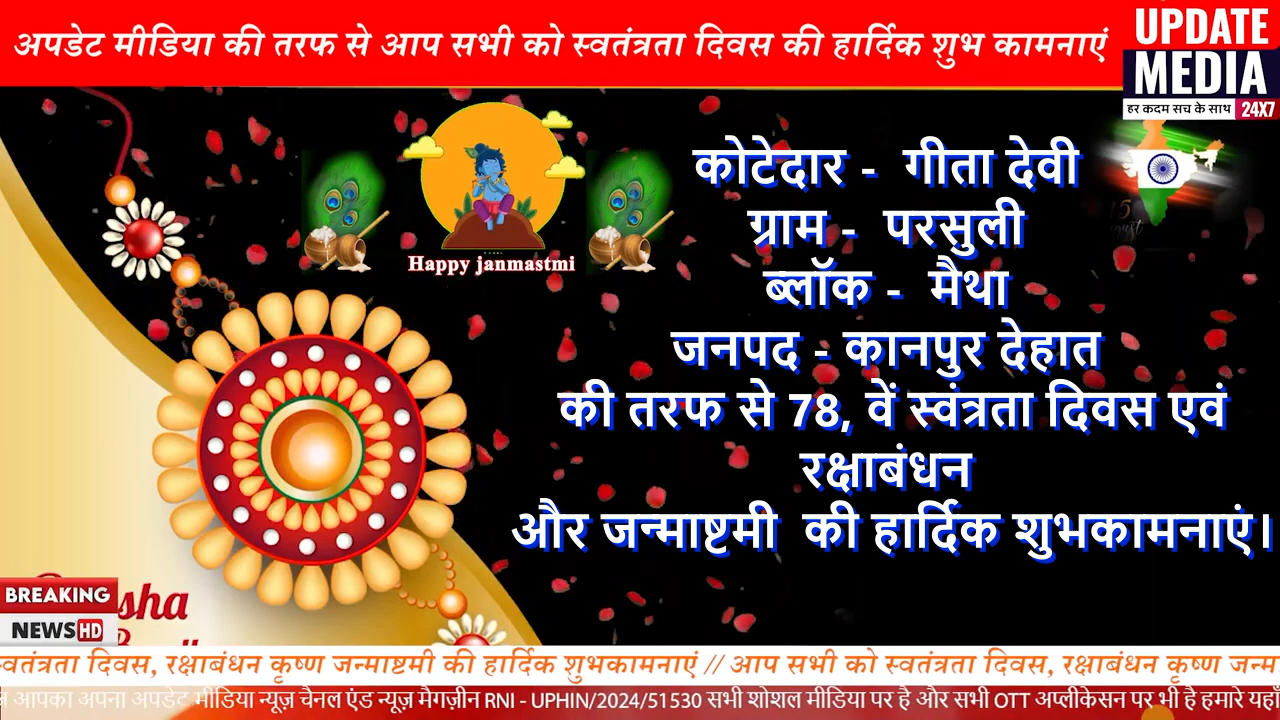 अपडेट मीडिया की तरफ से आप सभी को स्वतंत्रता दिवस की हार्दिक शुभ कामनाएं
UPDATE
MEDIA
हर कदम सच के साथ 24X7
कोटेदार - गीता देवी
ग्राम - परसुली
ब्लॉक - मैथा
जनपद - कानपुर देहात
की तरफ से 78, वें स्वंत्रता दिवस एवं
रक्षाबंधन
और जन्माष्टमी की हार्दिक शुभकामनाएं।
Happy janmastmi
15
BREAKING
NEWS HD
दिवस, रक्षाबंधन कृष्ण जन्माष्टमी की हार्दिक शुभकामनाएं // आप सभी को स्वतंत्रता दिवस, रक्षाबंधन कृष्ण
आपका अपना अपडेट मीडिया न्यूज़ चैनल एंड न्यूज़ मैगज़ीन RNI - UPHIN/2024/51530 सभी शोशल मीडिया पर है और सभी OTT अप्लीकेसन पर भी है हमारे यहाँ